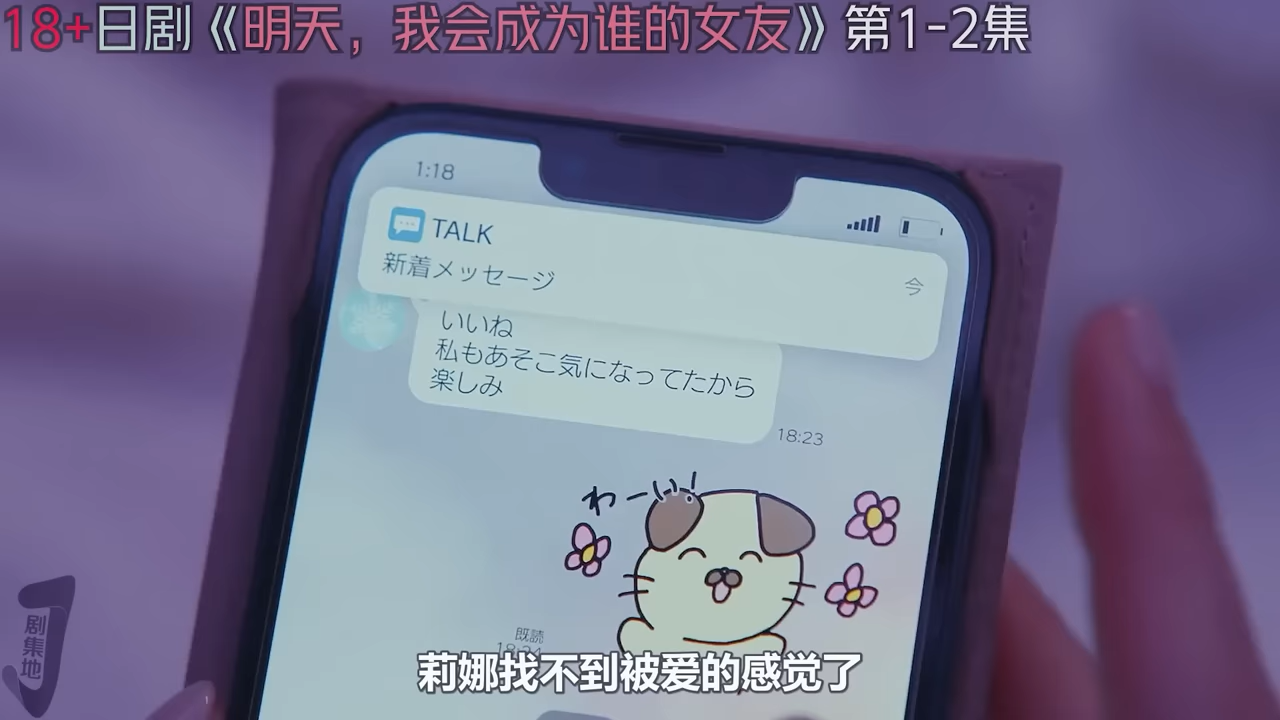 18+日剧《明天，我会成为谁的女友》第1-2集
1:18
TALK
新着メッセージ
今
いいね
私もあそこ気になってたから
楽しみ
18:23
わーい!
既読
剧集地
莉娜找不到被爱的感觉了